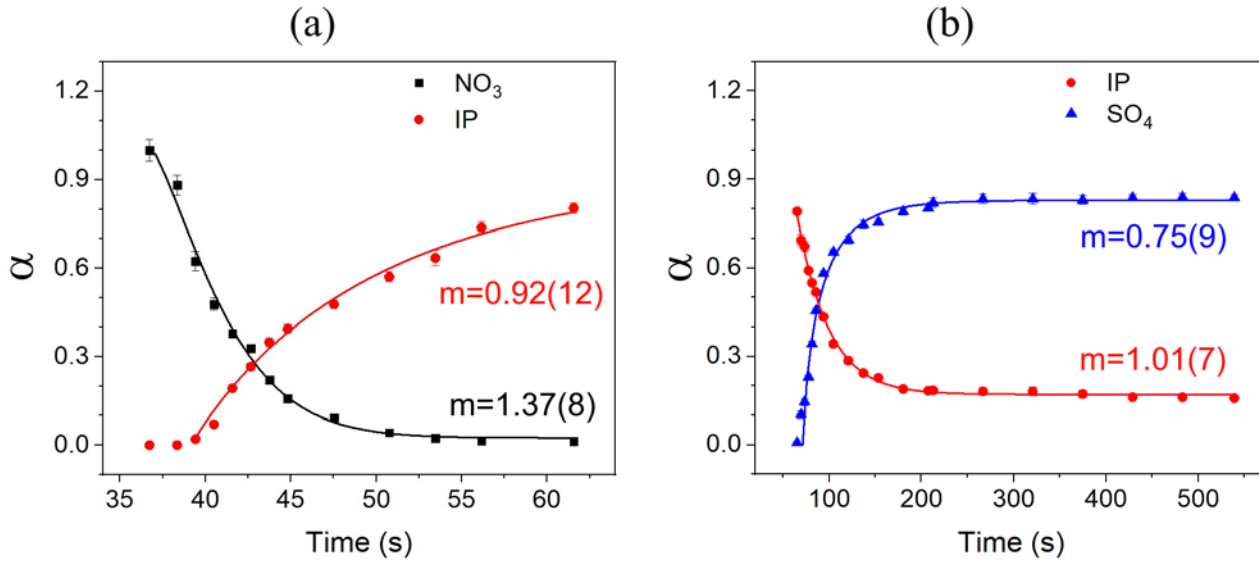 (a)
1.2
0.9
0.6
0.3
0.0
α
NO₃
IP
m=0.92(12)
m=1.37(8)
35 40 45 50 55 60
Time (s)
(b)
1.2
0.9
0.6
0.3
0.0
α
IP
SO₄
m=0.75(9)
m=1.01(7)
100 200 300 400 500
Time (s)